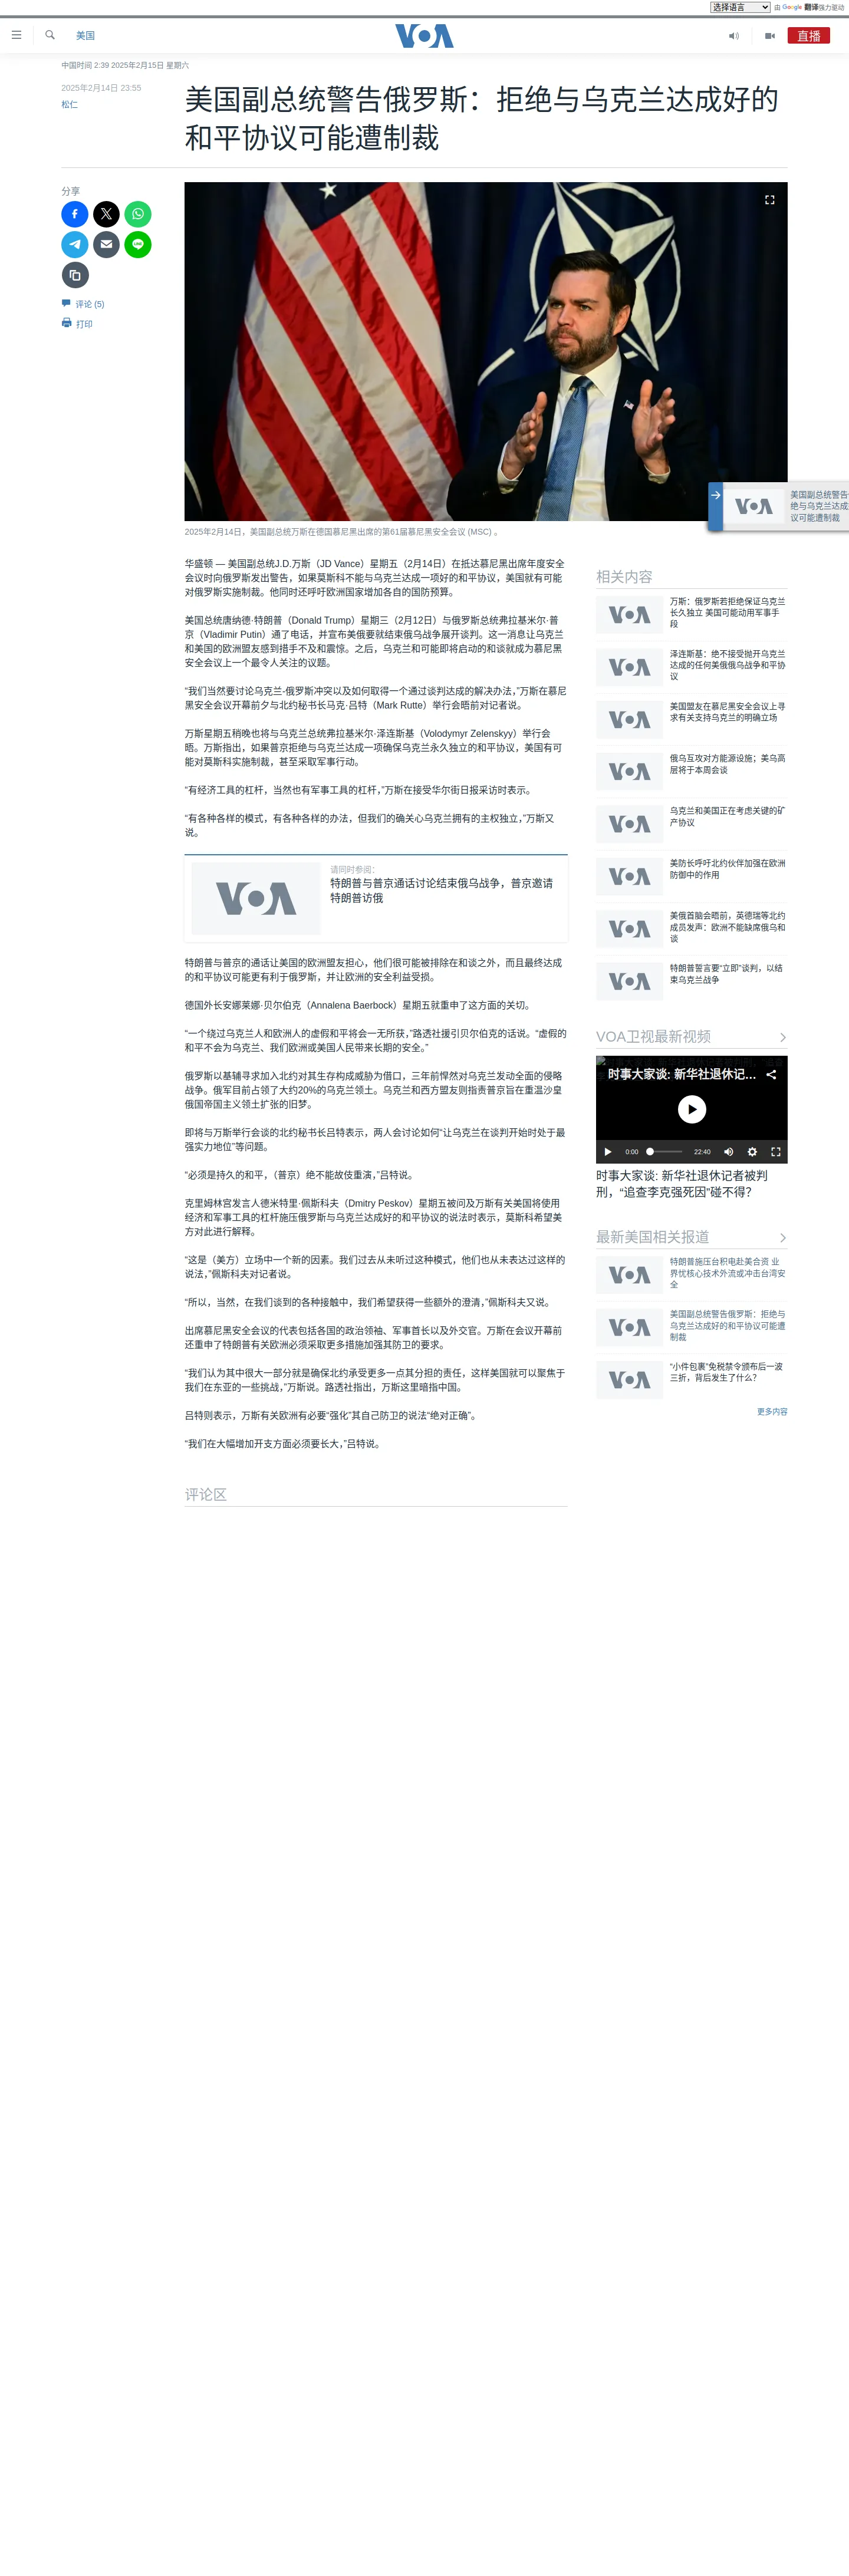 选择语言 由 Google 翻译强力驱动
美国
VOA
直播
中国时间 2:39 2025年2月15日 星期六
2025年2月14日 23:55
松仁
美国副总统警告俄罗斯：拒绝与乌克兰达成好的
和平协议可能遭制裁
分享
评论 (5)
打印
美国副总统警告
绝与乌克兰达成
议可能遭制裁
2025年2月14日，美国副总统万斯在德国慕尼黑出席的第61届慕尼黑安全会议 (MSC) 。
华盛顿 — 美国副总统J.D.万斯（JD Vance）星期五（2月14日）在抵达慕尼黑出席年度安全
会议时向俄罗斯发出警告，如果莫斯科不能与乌克兰达成一项好的和平协议，美国就有可能
对俄罗斯实施制裁。他同时还呼吁欧洲国家增加各自的国防预算。
美国总统唐纳德·特朗普（Donald Trump）星期三（2月12日）与俄罗斯总统弗拉基米尔·普
京（Vladimir Putin）通了电话，并宣布美俄要就结束俄乌战争展开谈判。这一消息让乌克兰
和美国的欧洲盟友感到措手不及和震惊。之后，乌克兰和可能即将启动的和谈就成为慕尼黑
安全会议上一个最令人关注的议题。
“我们当然要讨论乌克兰-俄罗斯冲突以及如何取得一个通过谈判达成的解决办法，”万斯在慕尼
黑安全会议开幕前夕与北约秘书长马克·吕特（Mark Rutte）举行会晤前对记者说。
万斯星期五稍晚也将与乌克兰总统弗拉基米尔·泽连斯基（Volodymyr Zelenskyy）举行会
晤。万斯指出，如果普京拒绝与乌克兰达成一项确保乌克兰永久独立的和平协议，美国有可
能对莫斯科实施制裁，甚至采取军事行动。
“有经济工具的杠杆，当然也有军事工具的杠杆，”万斯在接受华尔街日报采访时表示。
“有各种各样的模式，有各种各样的办法，但我们的确关心乌克兰拥有的主权独立，”万斯又
说。
VOA
请同时参阅：
特朗普与普京通话讨论结束俄乌战争，普京邀请
特朗普访俄
特朗普与普京的通话让美国的欧洲盟友担心，他们很可能被排除在和谈之外，而且最终达成
的和平协议可能更有利于俄罗斯，并让欧洲的安全利益受损。
德国外长安娜莱娜·贝尔伯克（Annalena Baerbock）星期五就重申了这方面的关切。
“一个绕过乌克兰人和欧洲人的虚假和平将会一无所获，”路透社援引贝尔伯克的话说。“虚假的
和平不会为乌克兰、我们欧洲或美国人民带来长期的安全。”
俄罗斯以基辅寻求加入北约对其生存构成威胁为借口，三年前悍然对乌克兰发动全面的侵略
战争。俄军目前占领了大约20%的乌克兰领土。乌克兰和西方盟友则指责普京旨在重温沙皇
俄国帝国主义领土扩张的旧梦。
即将与万斯举行会谈的北约秘书长吕特表示，两人会讨论如何“让乌克兰在谈判开始时处于最
强实力地位”等问题。
“必须是持久的和平，（普京）绝不能故伎重演，”吕特说。
克里姆林宫发言人德米特里·佩斯科夫（Dmitry Peskov）星期五被问及万斯有关美国将使用
经济和军事工具的杠杆施压俄罗斯与乌克兰达成好的和平协议的说法时表示，莫斯科希望美
方对此进行解释。
“这是（美方）立场中一个新的因素。我们过去从未听过这种模式，他们也从未表达过这样的
说法，”佩斯科夫对记者说。
“所以，当然，在我们谈到的各种接触中，我们希望获得一些额外的澄清，”佩斯科夫又说。
出席慕尼黑安全会议的代表包括各国的政治领袖、军事首长以及外交官。万斯在会议开幕前
还重申了特朗普有关欧洲必须采取更多措施加强其防卫的要求。
“我们认为其中很大一部分就是确保北约承受更多一点其分担的责任，这样美国就可以聚焦于
我们在东亚的一些挑战，”万斯说。路透社指出，万斯这里暗指中国。
吕特则表示，万斯有关欧洲有必要“强化”其自己防卫的说法“绝对正确”。
“我们在大幅增加开支方面必须要长大，”吕特说。
评论区
相关内容
万斯：俄罗斯若拒绝保证乌克兰
长久独立 美国可能动用军事手
段
泽连斯基：绝不接受抛开乌克兰
达成的任何美俄俄乌战争和平协
议
美国盟友在慕尼黑安全会议上寻
求有关支持乌克兰的明确立场
俄乌互攻对方能源设施；美乌高
层将于本周会谈
乌克兰和美国正在考虑关键的矿
产协议
美防长呼吁北约伙伴加强在欧洲
防御中的作用
美俄首脑会晤前，英德瑞等北约
成员发声：欧洲不能缺席俄乌和
谈
特朗普誓言要“立即”谈判，以结
束乌克兰战争
VOA卫视最新视频
时事大家谈: 新华社退休记…
0:00 22:40
时事大家谈: 新华社退休记者被判
刑，“追查李克强死因”碰不得？
最新美国相关报道
特朗普施压台积电赴美合资 业
界忧核心技术外流或冲击台湾安
全
美国副总统警告俄罗斯：拒绝与
乌克兰达成好的和平协议可能遭
制裁
“小件包裹”免税禁令颁布后一波
三折，背后发生了什么？
更多内容